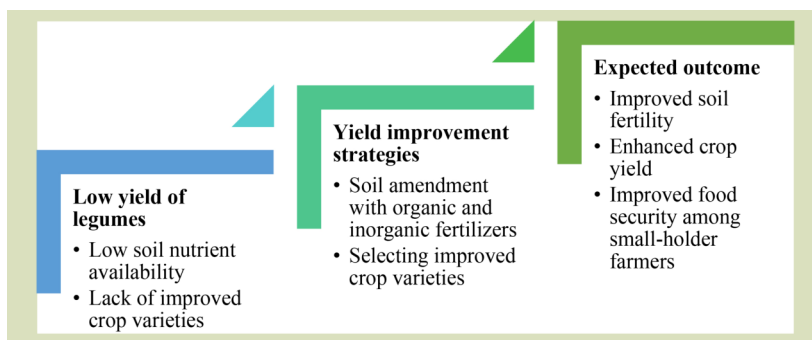 Low yield of
legumes
• Low soil nutrient
availability
• Lack of improved
crop varieties
Yield improvement
strategies
• Soil amendment
with organic and
inorganic fertilizers
• Selecting improved
crop varieties
Expected outcome
• Improved soil
fertility
• Enhanced crop
yield
• Improved food
security among
small-holder
farmers